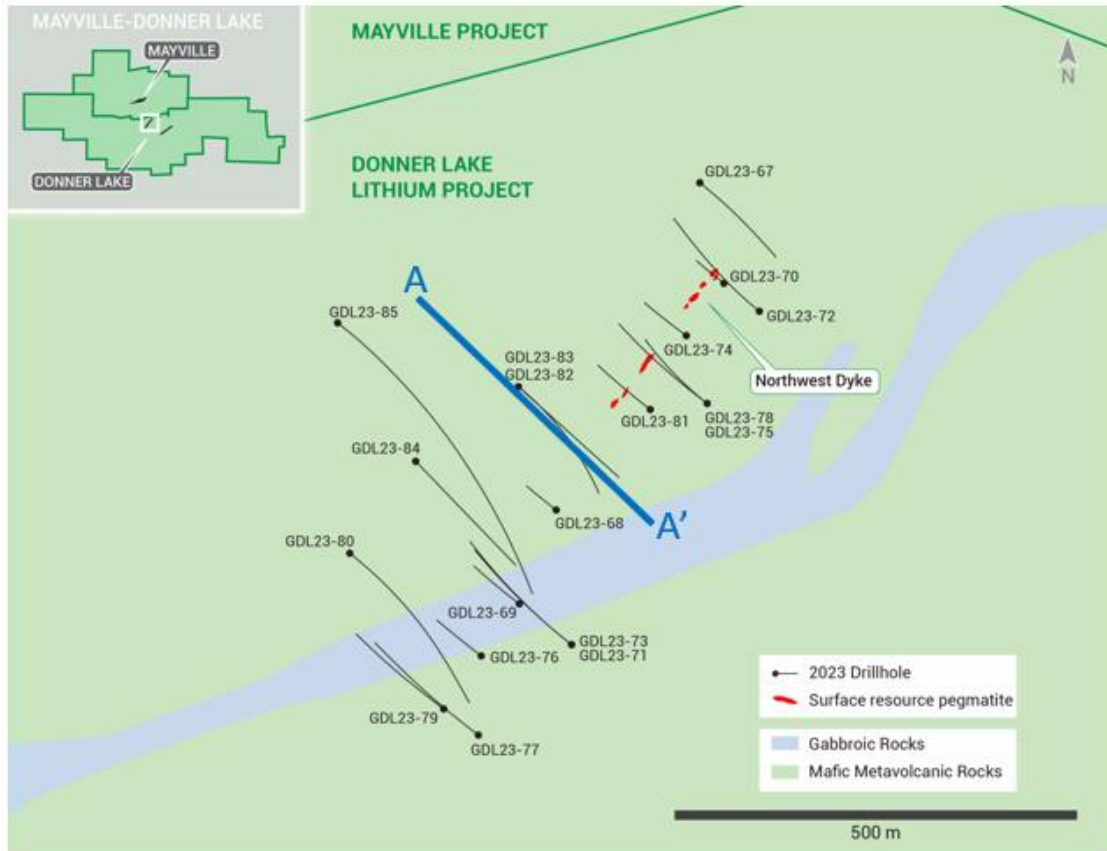 MAYVILLE-DONNER LAKE
MAYVILLE
DONNER LAKE
MAYVILLE PROJECT
N
DONNER LAKE
LITHIUM PROJECT
GDL23-67
GDL23-70
GDL23-72
A
GDL23-85
GDL23-74
GDL23-83
GDL23-82
Northwest Dyke
GDL23-81
GDL23-78
GDL23-75
GDL23-84
GDL23-68
A'
GDL23-80
GDL23-69
GDL23-73
GDL23-71
GDL23-76
GDL23-79
GDL23-77
2023 Drillhole
Surface resource pegmatite
Gabbroic Rocks
Mafic Metavolcanic Rocks
500 m